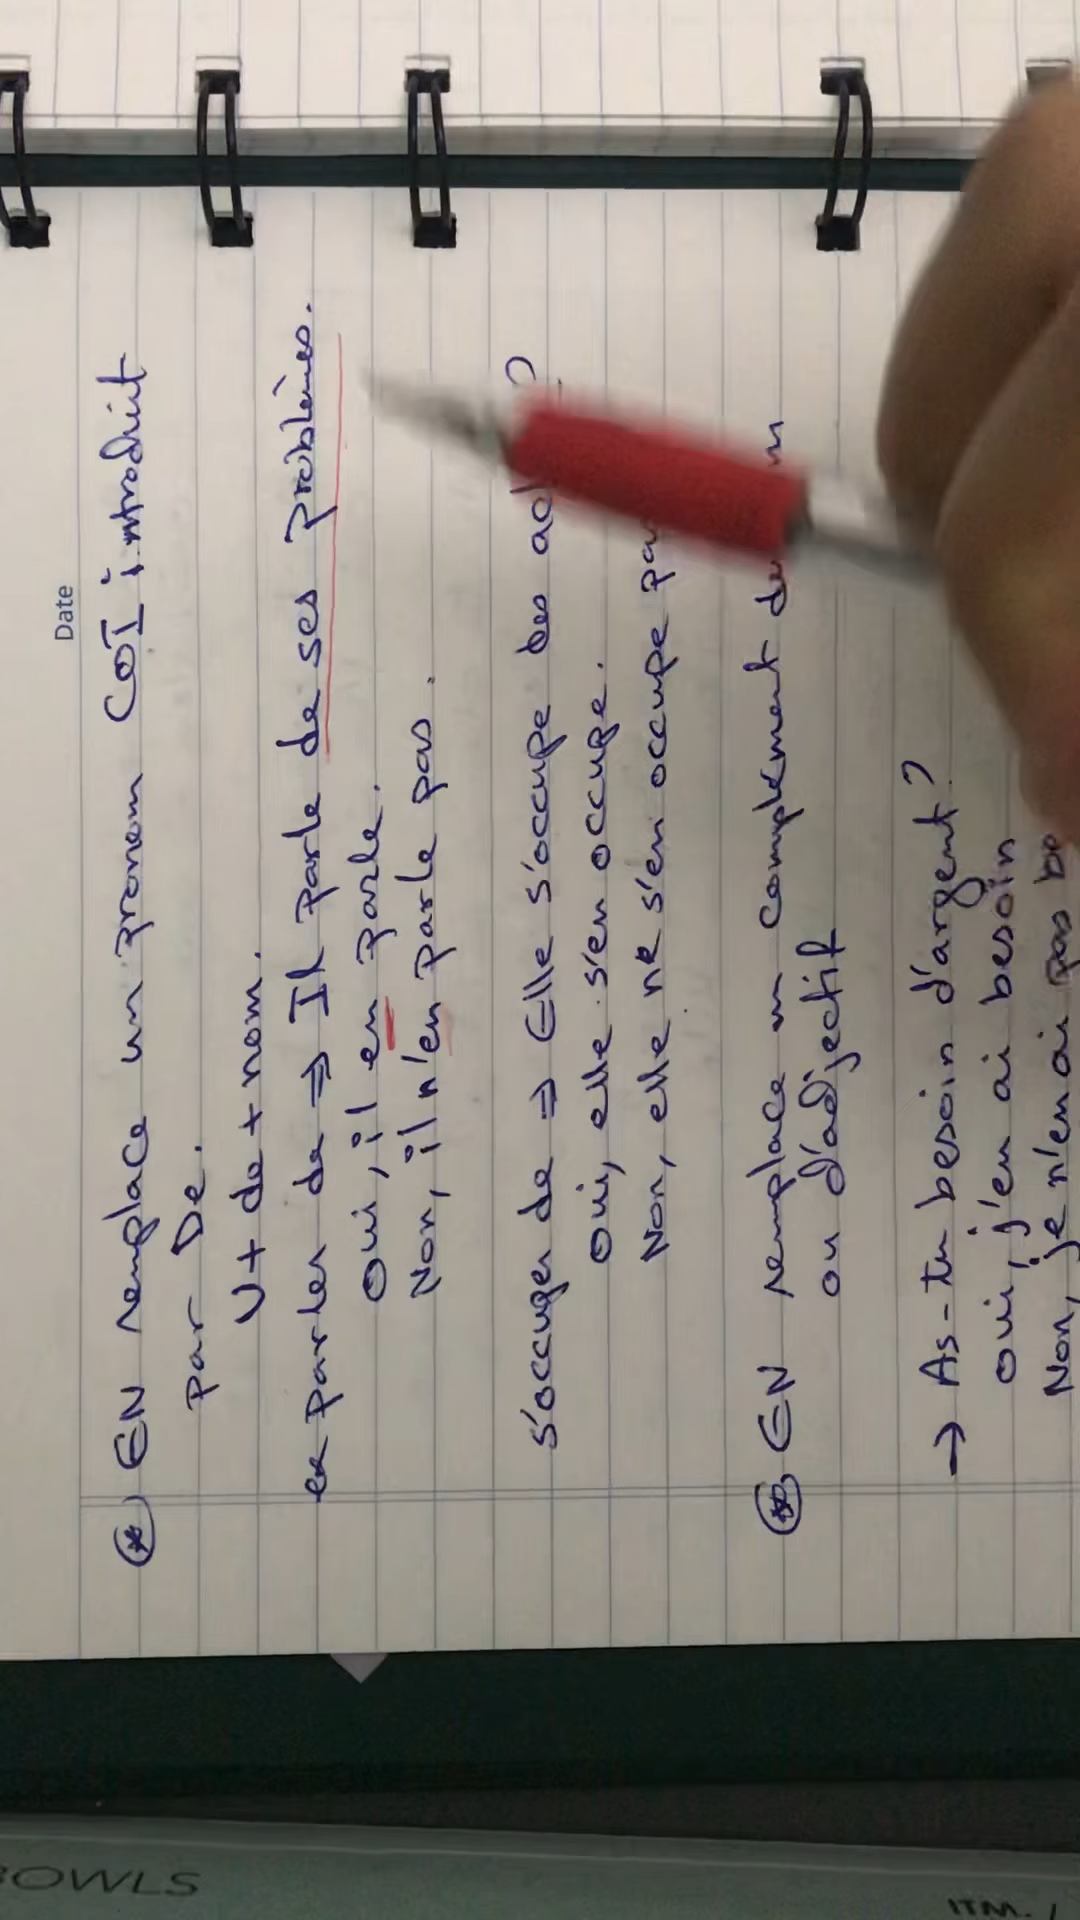 Date
* EN remplace un pronom COI introduit
par De.
V + de + nom.
ex parler de ⇒ Il parle de ses problèmes.
Oui, il en parle.
Non, il n'en parle pas.
s'occuper de ⇒ Elle s'occupe des ?
Oui, elle s'en occupe.
Non, elle ne s'en occupe
* EN remplace un complément
ou d'adjectif
→ As-tu besoin d'argent?
Oui, j'en ai besoin
Non, je n'en ai pas be
BOWLS
ITM.